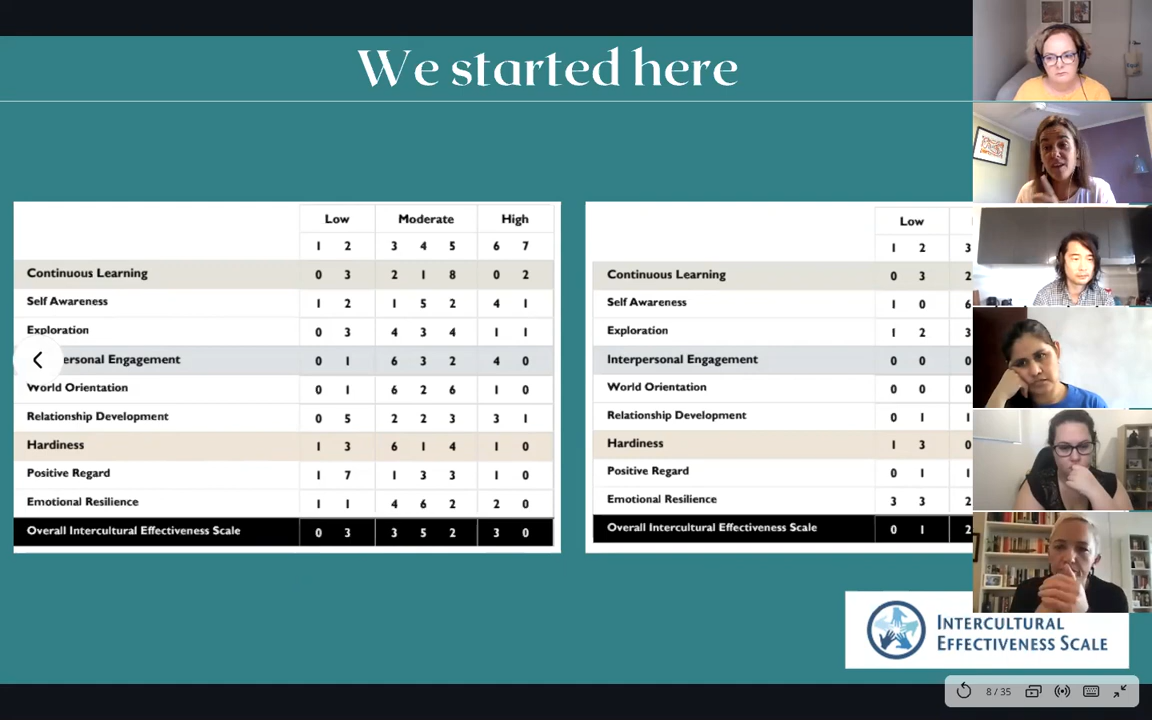 We started here
Low Moderate High
1 2 3 4 5 6 7
Continuous Learning 0 3 2 1 8 0 2
Self Awareness 1 2 1 5 2 4 1
Exploration 0 3 4 3 4 1 1
ersonal Engagement 0 1 6 3 2 4 0
World Orientation 0 1 6 2 6 1 0
Relationship Development 0 5 2 2 3 3 1
Hardiness 1 3 6 1 4 1 0
Positive Regard 1 7 1 3 3 1 0
Emotional Resilience 1 1 4 6 2 2 0
Overall Intercultural Effectiveness Scale 0 3 3 5 2 3 0
Low
1 2 3
Continuous Learning 0 3 2
Self Awareness 1 0 6
Exploration 1 2 3
Interpersonal Engagement 0 0 0
World Orientation 0 0 0
Relationship Development 0 1 1
Hardiness 1 3 0
Positive Regard 0 1 1
Emotional Resilience 3 3 2
Overall Intercultural Effectiveness Scale 0 1 2
INTERCULTURAL
EFFECTIVENESS SCALE
8 / 35